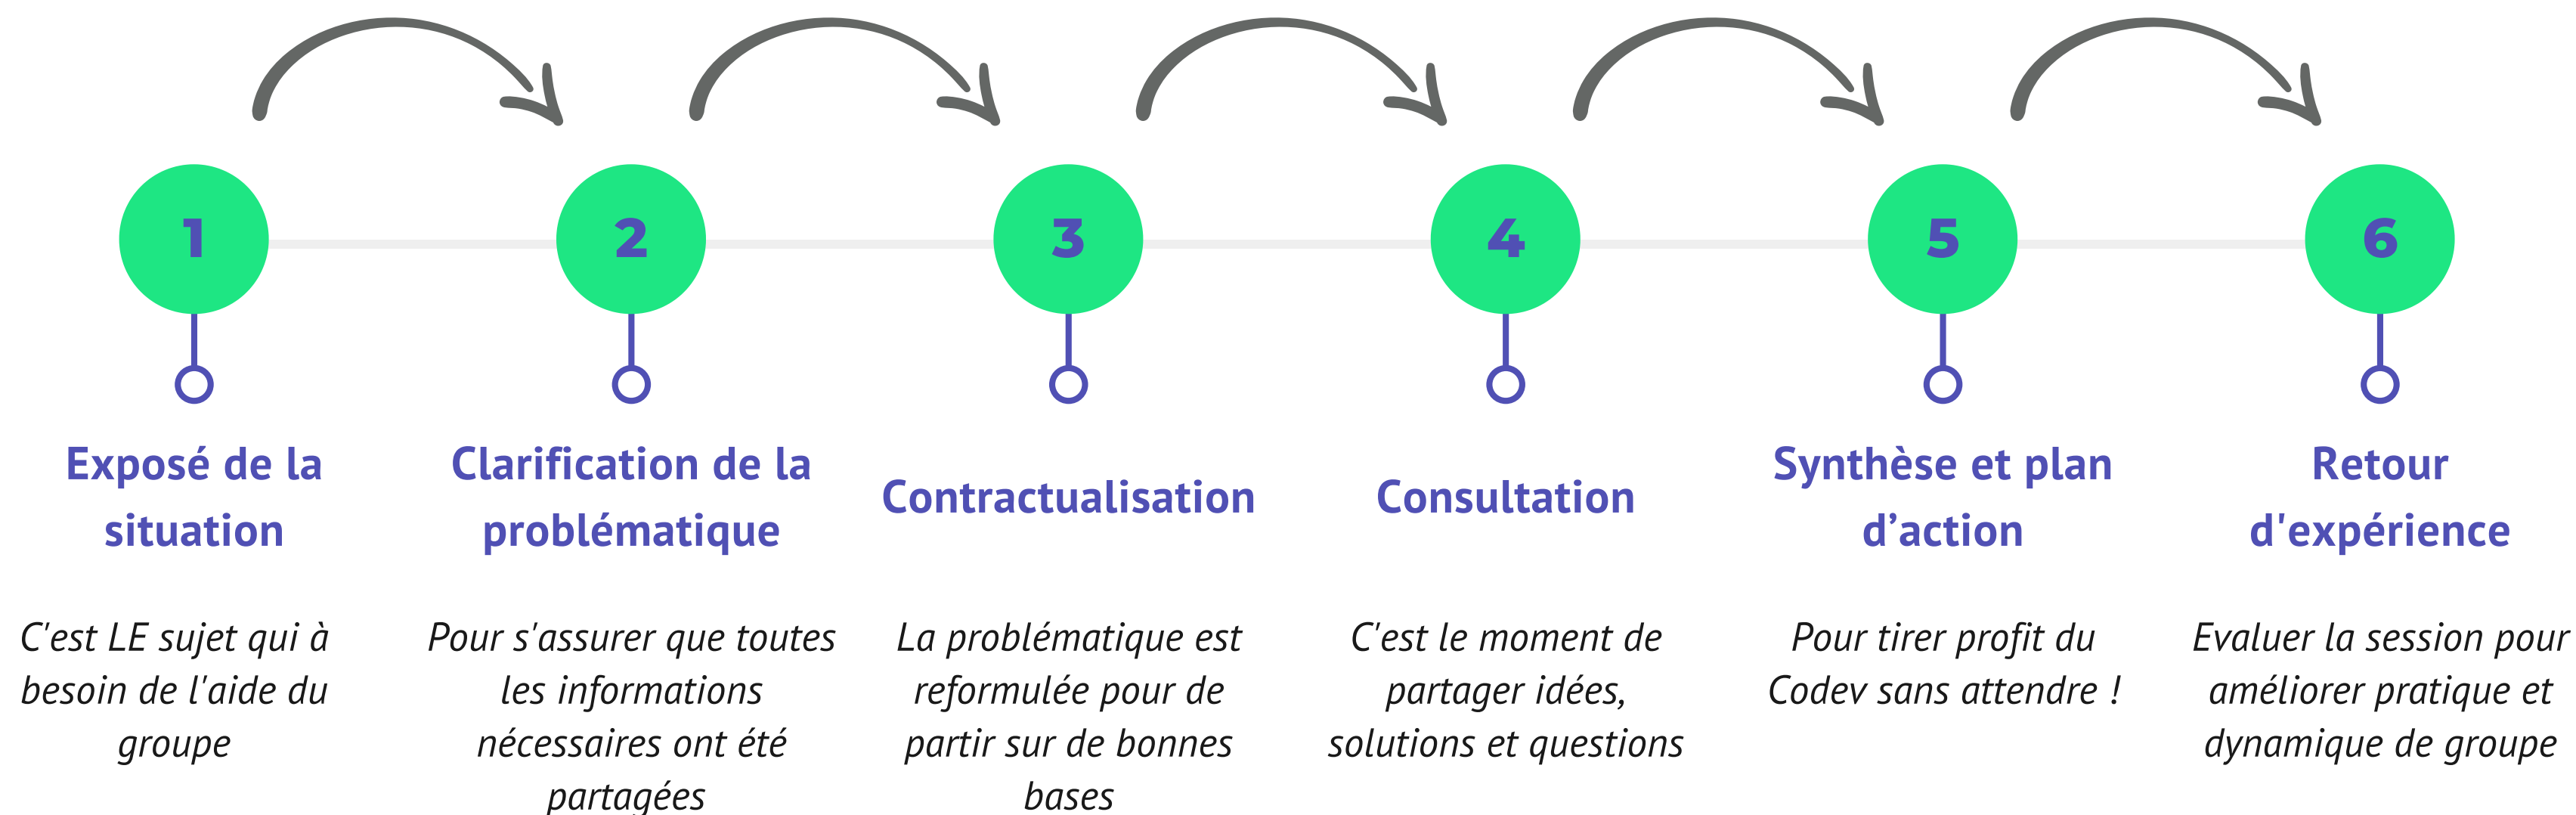 1
2
3
4
5
6
Exposé de la
situation
Clarification de la
problématique
Contractualisation
Consultation
Synthèse et plan
d’action
Retour
d'expérience
C'est LE sujet qui à
besoin de l'aide du
groupe
Pour s'assurer que toutes
les informations
nécessaires ont été
partagées
La problématique est
reformulée pour de
partir sur de bonnes
bases
C'est le moment de
partager idées,
solutions et questions
Pour tirer profit du
Codev sans attendre !
Evaluer la session pour
améliorer pratique et
dynamique de groupe